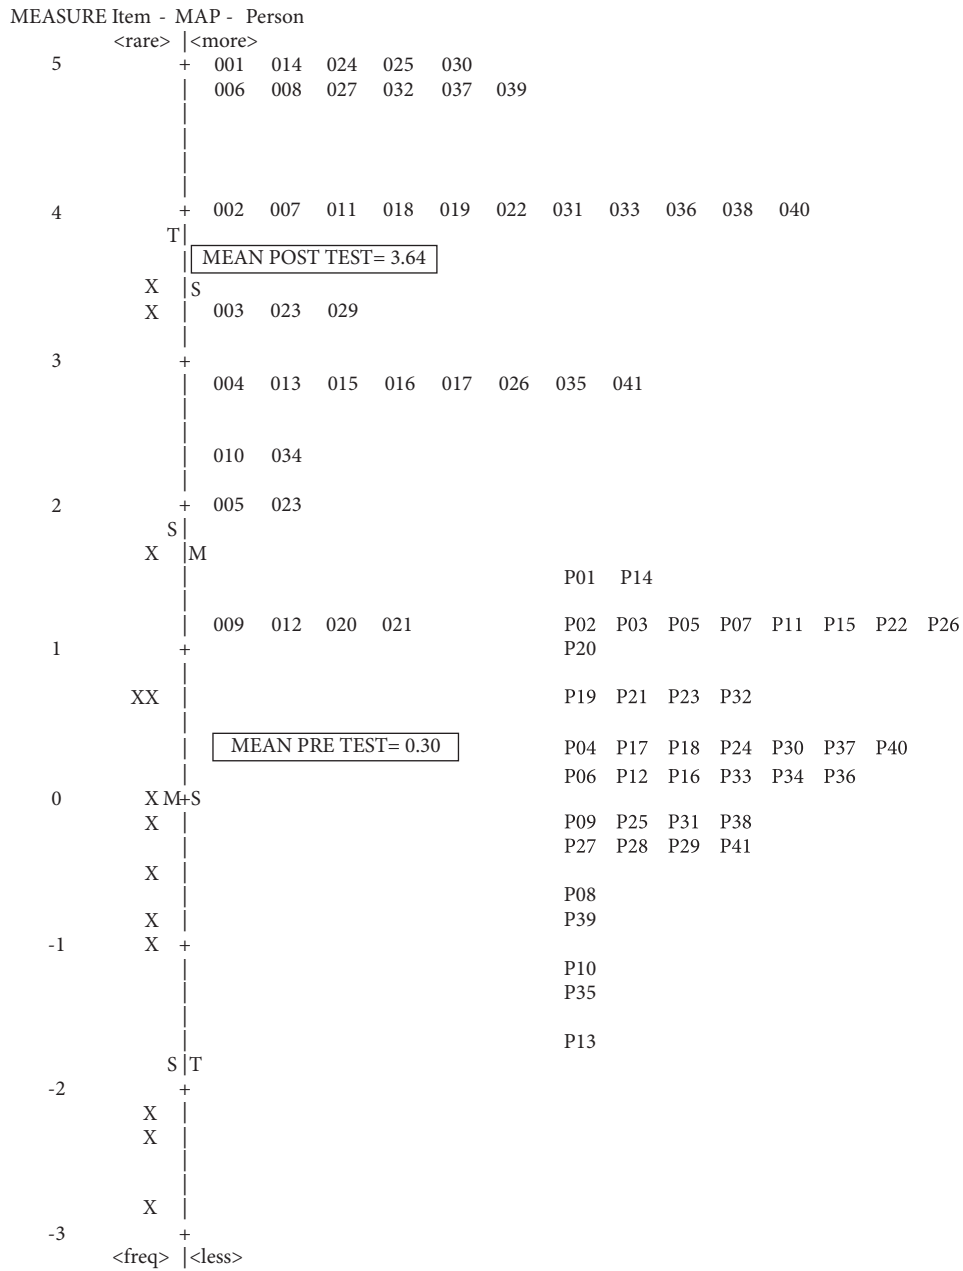 MEASURE Item - MAP - Person
<rare> |<more>
5 + 001 014 024 025 030
| 006 008 027 032 037 039
|
|
|
|
4 + 002 007 011 018 019 022 031 033 036 038 040
T|
| MEAN POST TEST= 3.64
X |S
X | 003 023 029
|
3 +
| 004 013 015 016 017 026 035 041
|
|
| 010 034
|
2 + 005 023
S|
X |M
| P01 P14
|
| 009 012 020 021 P02 P03 P05 P07 P11 P15 P22 P26
1 + P20
|
XX | P19 P21 P23 P32
|
| MEAN PRE TEST= 0.30 P04 P17 P18 P24 P30 P37 P40
| P06 P12 P16 P33 P34 P36
0 X M+S
X | P09 P25 P31 P38
| P27 P28 P29 P41
X |
| P08
X | P39
-1 X +
| P10
| P35
|
| P13
S|T
-2 +
X |
X |
|
|
X |
-3 +
<freq> |<less>